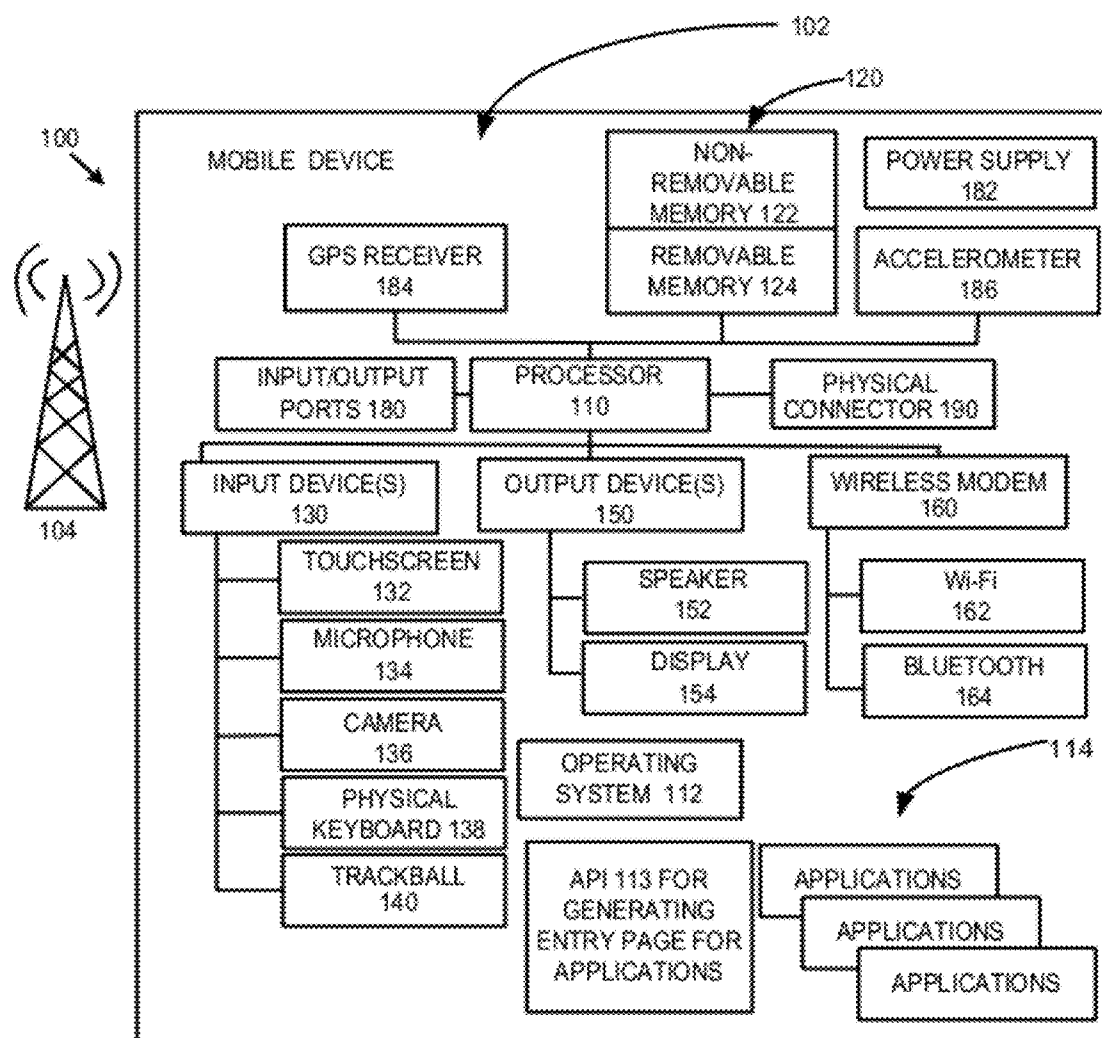 102
120
100
MOBILE DEVICE
NON-
REMOVABLE
MEMORY 122
POWER SUPPLY
182
GPS RECEIVER
184
REMOVABLE
MEMORY 124
ACCELEROMETER
186
INPUT/OUTPUT
PORTS 180
PROCESSOR
110
PHYSICAL
CONNECTOR 190
INPUT DEVICE(S)
130
OUTPUT DEVICE(S)
150
WIRELESS MODEM
160
104
TOUCHSCREEN
132
SPEAKER
152
Wi-Fi
162
MICROPHONE
134
DISPLAY
154
BLUETOOTH
164
CAMERA
136
OPERATING
SYSTEM 112
114
PHYSICAL
KEYBOARD 138
TRACKBALL
140
API 113 FOR
GENERATING
ENTRY PAGE FOR
APPLICATIONS
APPLICATIONS
APPLICATIONS
APPLICATIONS